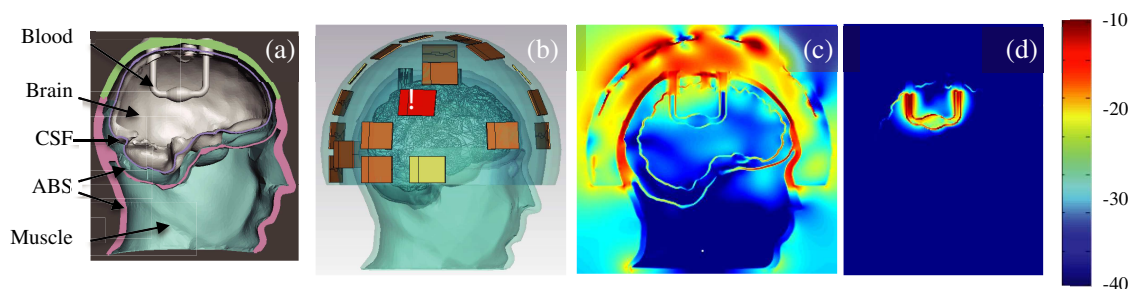 Blood
Brain
CSF
ABS
Muscle
(a)
(b)
!
(c)
(d)
-10
-20
-30
-40